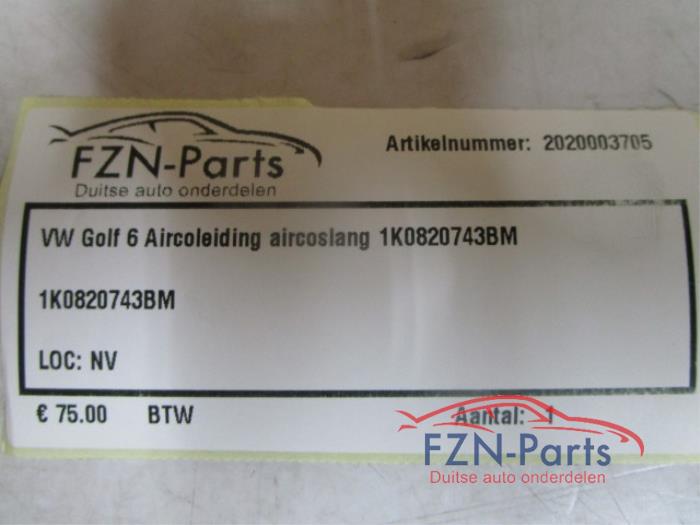 FZN-Parts
Duitse auto onderdelen
Artikelnummer: 2020003705
VW Golf 6 Aircoleiding aircoslang 1K0820743BM
1K0820743BM
LOC: NV
€ 75.00 BTW Aantal: 1
FZN-Parts
Duitse auto onderdelen